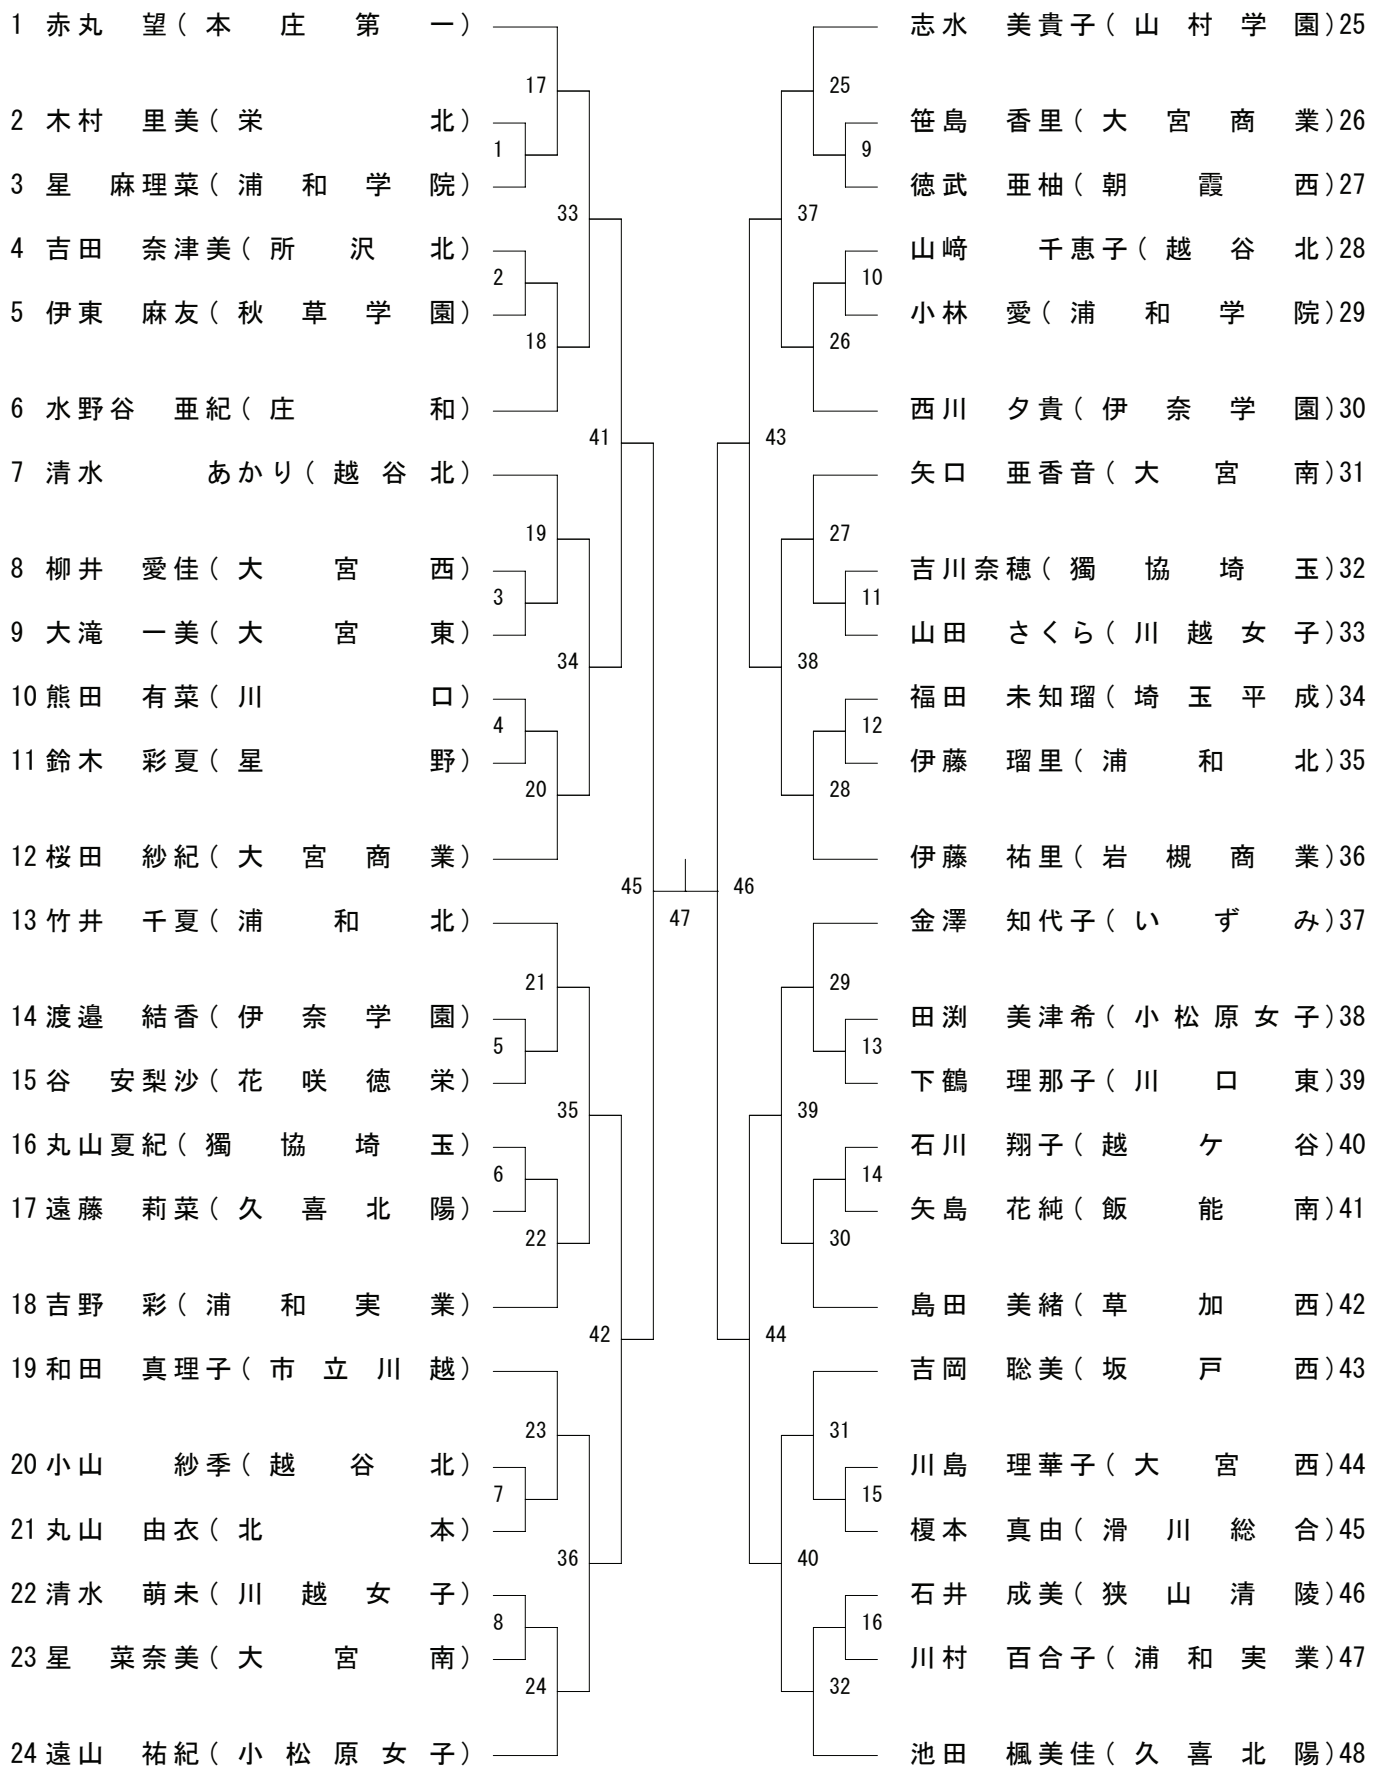 1 赤丸 望(本庄第一)
17
2 木村 里美(栄北)
1
3 星 麻理菜(浦和学院)
33
4 吉田 奈津美(所沢北)
2
5 伊東 麻友(秋草学園)
18
6 水野谷 亜紀(庄和)
41
7 清水 あかり(越谷北)
19
8 柳井 愛佳(大宮西)
3
9 大滝 一美(大宮東)
34
10 熊田 有菜(川口)
4
11 鈴木 彩夏(星野)
20
12 桜田 紗紀(大宮商業)
45
13 竹井 千夏(浦和北)
21
14 渡邉 結香(伊奈学園)
5
15 谷 安梨沙(花咲徳栄)
35
16 丸山夏紀(獨協埼玉)
6
17 遠藤 莉菜(久喜北陽)
22
18 吉野 彩(浦和実業)
42
19 和田 真理子(市立川越)
23
20 小山 紗季(越谷北)
7
21 丸山 由衣(北本)
36
22 清水 萌未(川越女子)
8
23 星 菜奈美(大宮南)
24
24 遠山 祐紀(小松原女子)
47
志水 美貴子(山村学園)25
25
笹島 香里(大宮商業)26
9
徳武 亜柚(朝霞西)27
37
山﨑 千恵子(越谷北)28
10
小林 愛(浦和学院)29
26
西川 夕貴(伊奈学園)30
43
矢口 亜香音(大宮南)31
27
吉川奈穂(獨協埼玉)32
11
山田 さくら(川越女子)33
38
福田 未知瑠(埼玉平成)34
12
伊藤 瑠里(浦和北)35
28
伊藤 祐里(岩槻商業)36
46
金澤 知代子(いずみ)37
29
田渕 美津希(小松原女子)38
13
下鶴 理那子(川口東)39
39
石川 翔子(越ケ谷)40
14
矢島 花純(飯能南)41
30
島田 美緒(草加西)42
44
吉岡 聡美(坂戸西)43
31
川島 理華子(大宮西)44
15
榎本 真由(滑川総合)45
40
石井 成美(狭山清陵)46
16
川村 百合子(浦和実業)47
32
池田 楓美佳(久喜北陽)48